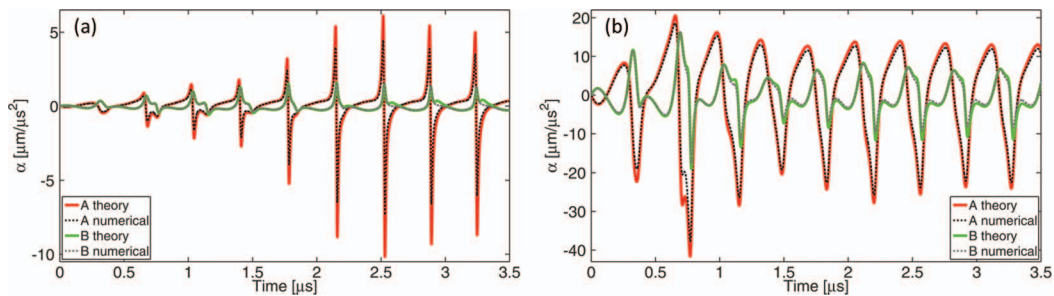 (a)
α [μm/μs²]
5
0
-5
-10
A theory
A numerical
B theory
B numerical
0 0.5 1 1.5 2 2.5 3 3.5
Time [μs]
(b)
α [μm/μs²]
20
10
0
-10
-20
-30
-40
A theory
A numerical
B theory
B numerical
0 0.5 1 1.5 2 2.5 3 3.5
Time [μs]